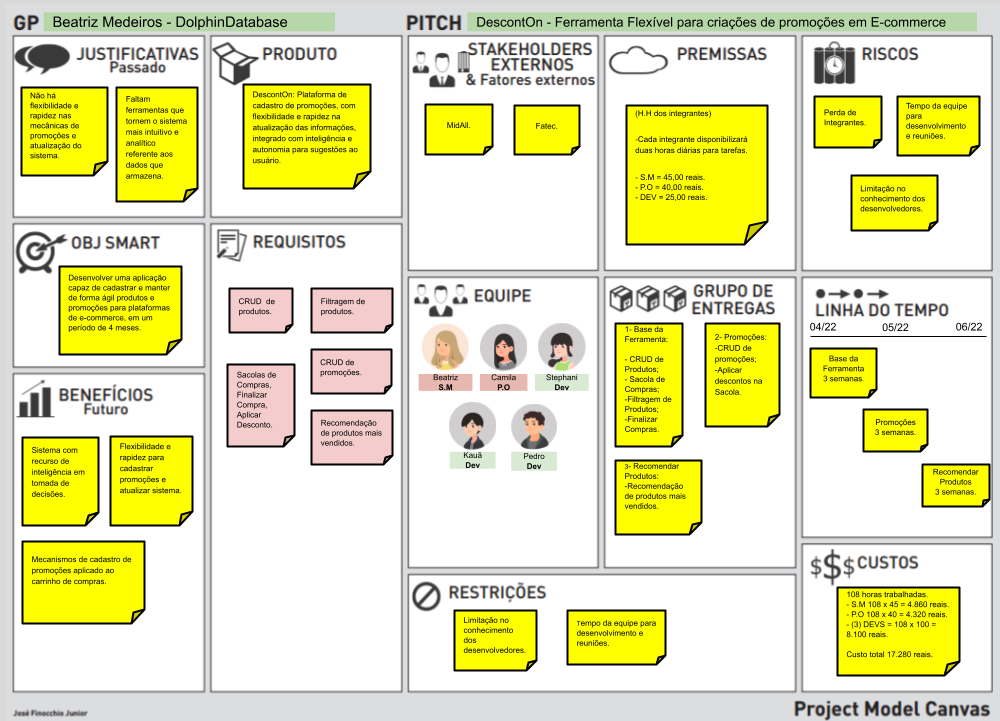 GP Beatriz Medeiros - DolphinDatabase
PITCH DescontOn - Ferramenta Flexível para criações de promoções em E-commerce
JUSTIFICATIVAS
Passado
Não há
flexibilidade e
rapidez nas
mecânicas de
promoções e
atualização do
sistema.
Faltam
ferramentas que
tornem o sistema
mais intuitivo e
analítico
referente aos
dados que
armazena.
PRODUTO
DescontOn: Plataforma de
cadastro de promoções, com
flexibilidade e rapidez na
atualização das informações,
integrado com inteligência e
autonomia para sugestões ao
usuário.
STAKEHOLDERS
EXTERNOS
& Fatores externos
MidAll.
Fatec.
PREMISSAS
(H.H dos integrantes)
-Cada integrante disponibilizará
duas horas diárias para tarefas.
- S.M = 45,00 reais.
- P.O = 40,00 reais.
- DEV = 25,00 reais.
RISCOS
Perda de
Integrantes.
Tempo da equipe
para
desenvolvimento
e reuniões.
Limitação no
conhecimento dos
desenvolvedores.
OBJ SMART
Desenvolver uma aplicação
capaz de cadastrar e manter
de forma ágil produtos e
promoções para plataformas
de e-commerce, em um
período de 4 meses.
REQUISITOS
CRUD de
produtos.
Filtragem de
produtos.
CRUD de
promoções.
Sacolas de
Compras,
Finalizar
Compra,
Aplicar
Desconto.
Recomendação
de produtos mais
vendidos.
EQUIPE
Beatriz
S.M
Camila
P.O
Stephani
Dev
Kauã
Dev
Pedro
Dev
GRUPO DE
ENTREGAS
1- Base da
Ferramenta:
- CRUD de
Produtos;
- Sacola de
Compras;
-Filtragem de
Produtos;
-Finalizar
Compras.
2- Promoções:
-CRUD de
promoções;
-Aplicar
descontos na
Sacola.
3- Recomendar
Produtos:
-Recomendação
de produtos mais
vendidos.
LINHA DO TEMPO
04/22 05/22 06/22
Base da
Ferramenta
3 semanas.
Promoções
3 semanas.
Recomendar
Produtos
3 semanas.
BENEFÍCIOS
Futuro
Sistema com
recurso de
inteligência em
tomada de
decisões.
Flexibilidade e
rapidez para
cadastrar
promoções e
atualizar sistema.
Mecanismos de cadastro de
promoções aplicado ao
carrinho de compras.
RESTRIÇÕES
Limitação no
conhecimento
dos
desenvolvedores.
Tempo da equipe para
desenvolvimento e
reuniões.
$$$ CUSTOS
108 horas trabalhadas.
- S.M 108 x 45 = 4.860 reais.
- P.O 108 x 40 = 4.320 reais.
- (3) DEVS = 108 x 100 =
8.100 reais.
Custo total 17.280 reais.
José Finocchio Junior
Project Model Canvas